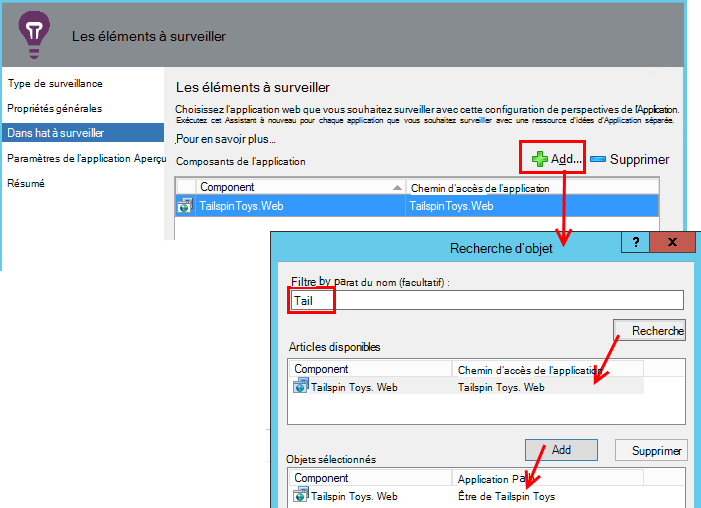 Les éléments à surveiller
Type de surveillance
Propriétés générales
Dans hat à surveiller
Paramètres de l'application Aperçu
Résumé
Les éléments à surveiller
Choisissez l'application web que vous souhaitez surveiller avec cette configuration de perspectives de l'Application.
Exécutez cet Assistant à nouveau pour chaque application que vous souhaitez surveiller avec une ressource d'idées d'Application séparée.
Pour en savoir plus...
Composants de l'application
Add... Supprimer
Component Chemin d'accès de l'application
TailspinToys.Web TailspinToys.Web
Recherche d'objet ? X
Filtre by parat du nom (facultatif) :
Tail
Recherche
Articles disponibles
Component Chemin d'accès de l'application
Tailspin Toys. Web Tailspin Toys. Web
Add Supprimer
Objets sélectionnés
Component Application Path
Tailspin Toys. Web Être de Tailspin Toys